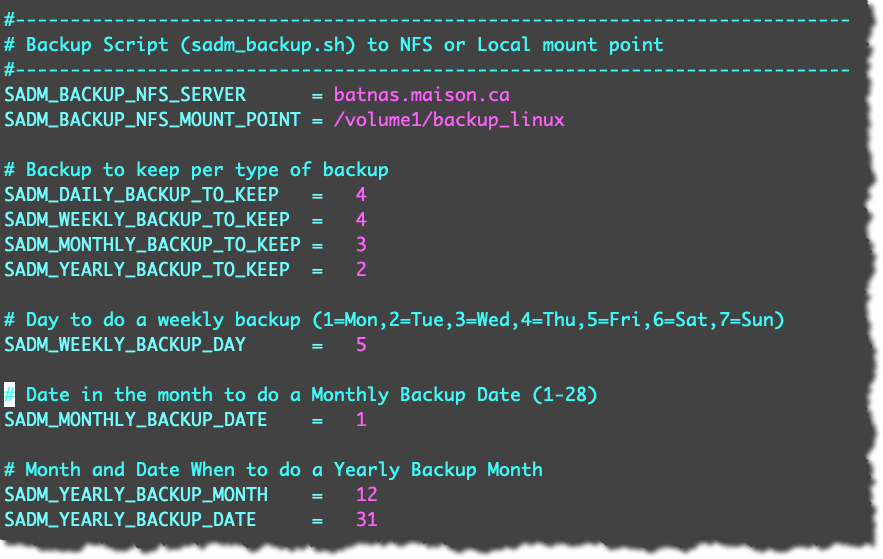 #----------------------------------------------------------------------------
# Backup Script (sadm_backup.sh) to NFS or Local mount point
#----------------------------------------------------------------------------
SADM_BACKUP_NFS_SERVER      = batnas.maison.ca
SADM_BACKUP_NFS_MOUNT_POINT = /volume1/backup_linux
# Backup to keep per type of backup
SADM_DAILY_BACKUP_TO_KEEP   =   4
SADM_WEEKLY_BACKUP_TO_KEEP  =   4
SADM_MONTHLY_BACKUP_TO_KEEP =   3
SADM_YEARLY_BACKUP_TO_KEEP  =   2
# Day to do a weekly backup (1=Mon,2=Tue,3=Wed,4=Thu,5=Fri,6=Sat,7=Sun)
SADM_WEEKLY_BACKUP_DAY      =   5
# Date in the month to do a Monthly Backup Date (1-28)
SADM_MONTHLY_BACKUP_DATE    =   1
# Month and Date When to do a Yearly Backup Month
SADM_YEARLY_BACKUP_MONTH    =   12
SADM_YEARLY_BACKUP_DATE     =   31